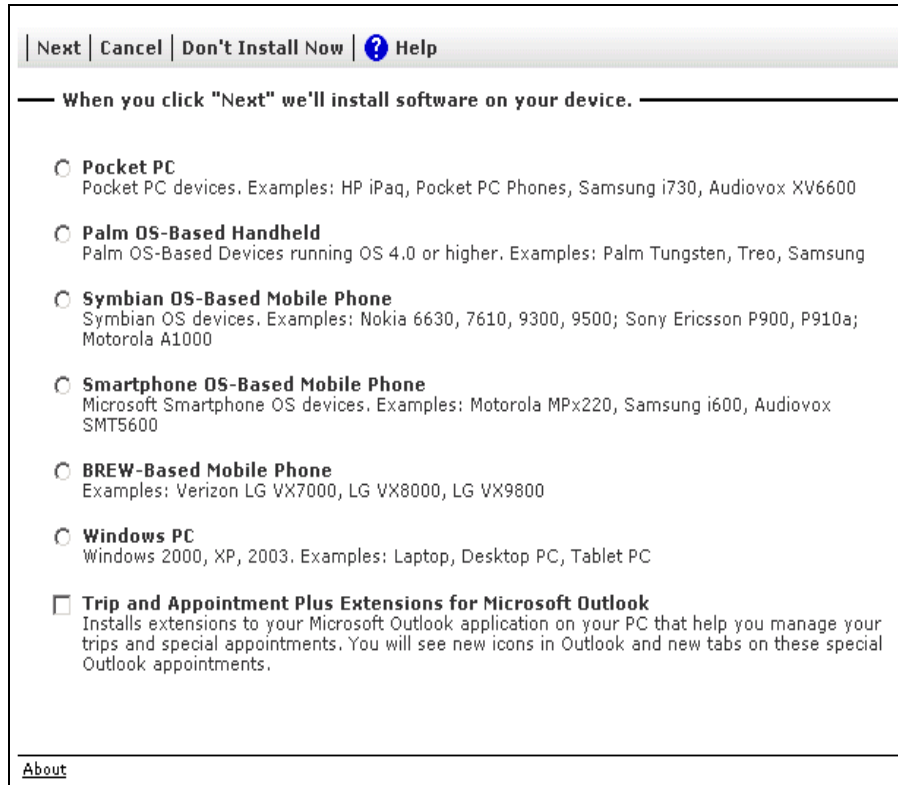 Next | Cancel | Don't Install Now | ? Help
When you click "Next" we'll install software on your device.
Pocket PC
Pocket PC devices. Examples: HP iPaq, Pocket PC Phones, Samsung i730, Audiovox XV6600
Palm OS-Based Handheld
Palm OS-Based Devices running OS 4.0 or higher. Examples: Palm Tungsten, Treo, Samsung
Symbian OS-Based Mobile Phone
Symbian OS devices. Examples: Nokia 6630, 7610, 9300, 9500; Sony Ericsson P900, P910a;
Motorola A1000
Smartphone OS-Based Mobile Phone
Microsoft Smartphone OS devices. Examples: Motorola MPx220, Samsung i600, Audiovox
SMT5600
BREW-Based Mobile Phone
Examples: Verizon LG VX7000, LG VX8000, LG VX9800
Windows PC
Windows 2000, XP, 2003. Examples: Laptop, Desktop PC, Tablet PC
Trip and Appointment Plus Extensions for Microsoft Outlook
Installs extensions to your Microsoft Outlook application on your PC that help you manage your
trips and special appointments. You will see new icons in Outlook and new tabs on these special
Outlook appointments.
About